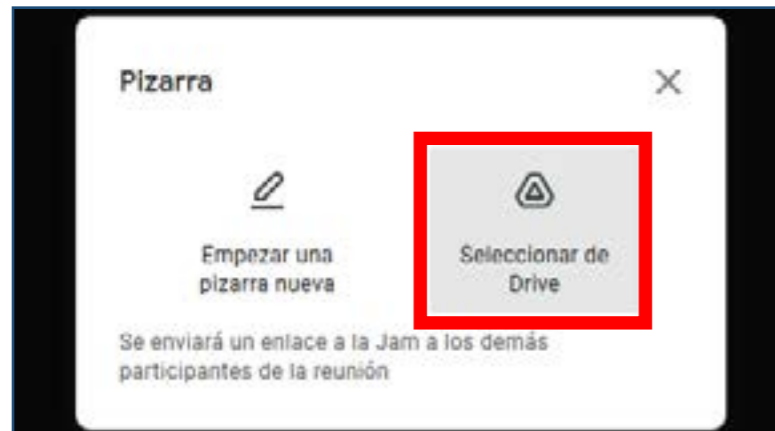 Pizarra
Empezar una
pizarra nueva
Seleccionar de
Drive
Se enviará un enlace a la Jam a los demás
participantes de la reunión